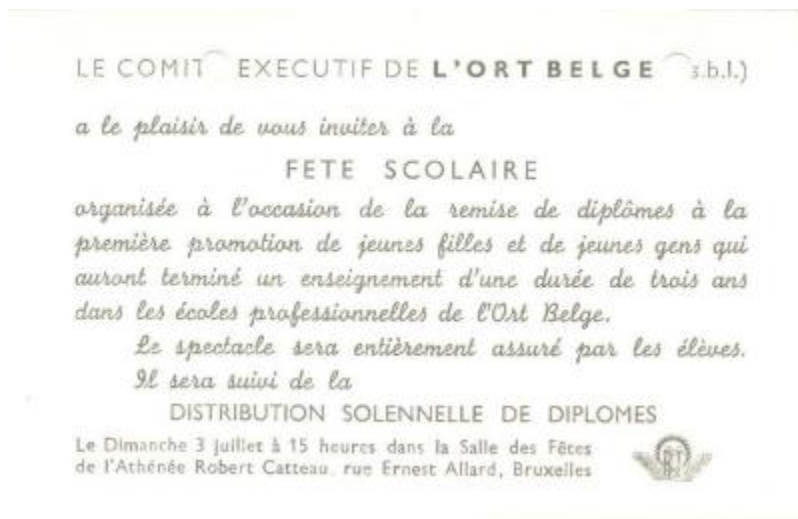 LE COMIT EXECUTIF DE L'ORT BELGE s.b.l.)
a le plaisir de vous inviter à la
FETE SCOLAIRE
organisée à l'occasion de la remise de diplômes à la
première promotion de jeunes filles et de jeunes gens qui
auront terminé un enseignement d'une durée de trois ans
dans les écoles professionnelles de l'Ort Belge.
Le spectacle sera entièrement assuré par les élèves.
Il sera suivi de la
DISTRIBUTION SOLENNELLE DE DIPLOMES
Le Dimanche 3 juillet à 15 heures dans la Salle des Fêtes
de l'Athénée Robert Catteau, rue Ernest Allard, Bruxelles
ORT